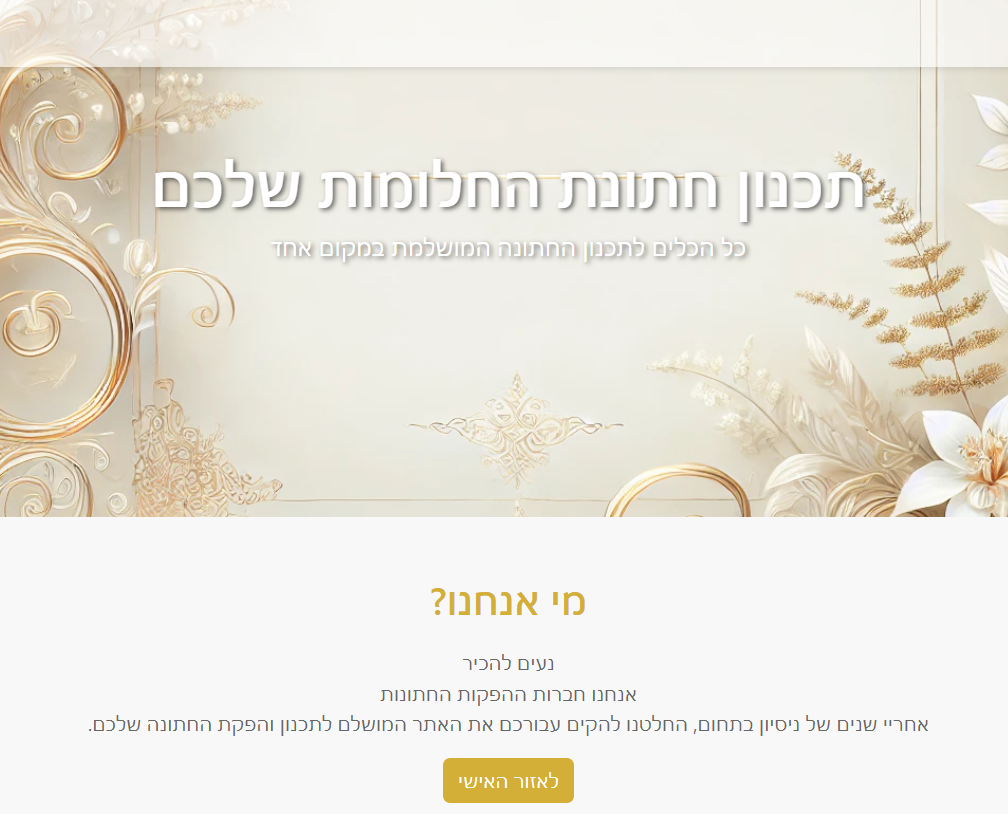 תכנון חתונת החלומות שלכם
כל הכלים לתכנון החתונה המושלמת במקום אחד
מי אנחנו?
נעים להכיר
אנחנו חברות ההפקות החתונות
אחריי שנים של ניסיון בתחום, החלטנו להקים עבורכם את האתר המושלם לתכנון והפקת החתונה שלכם.
לאזור האישי